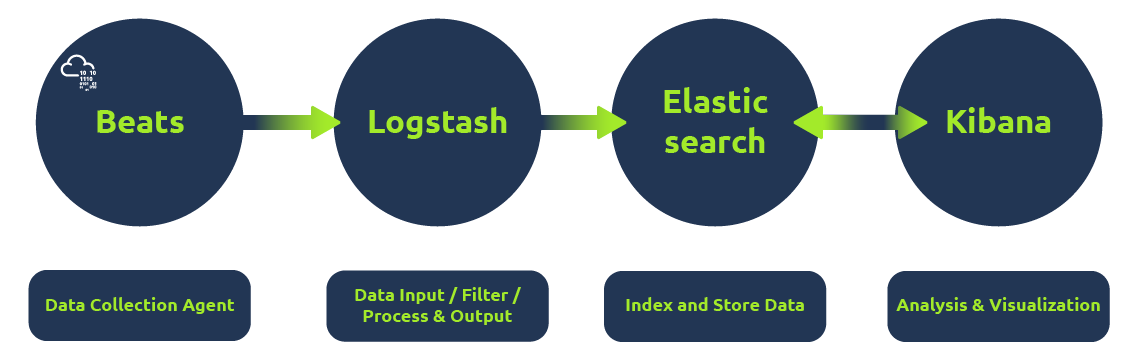 Beats
Logstash
Elastic
search
Kibana
Data Collection Agent
Data Input / Filter /
Process & Output
Index and Store Data
Analysis & Visualization